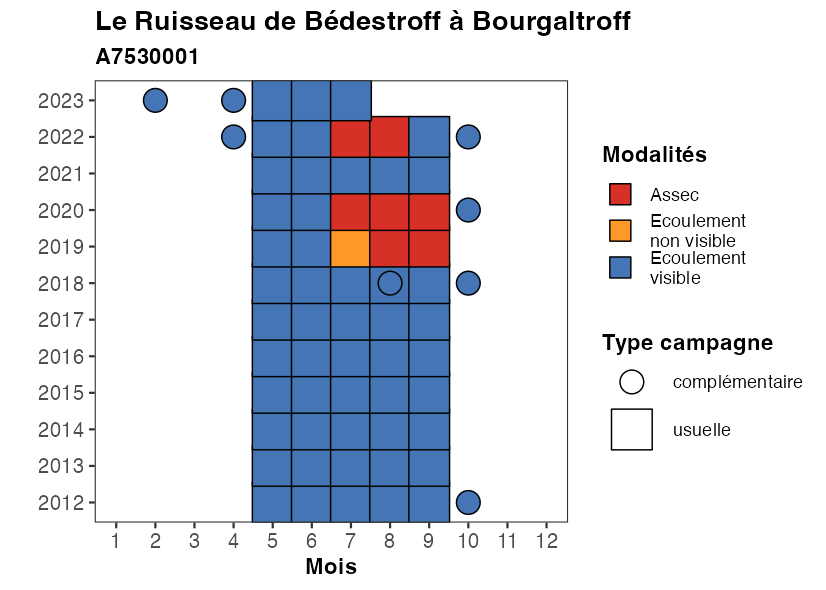 Le Ruisseau de Bédestroff à Bourgaltroff
A7530001
2023
2022
2021
2020
2019
2018
2017
2016
2015
2014
2013
2012
1 2 3 4 5 6 7 8 9 10 11 12
Mois
Modalités
Assec
Ecoulement
non visible
Ecoulement
visible
Type campagne
complémentaire
usuelle